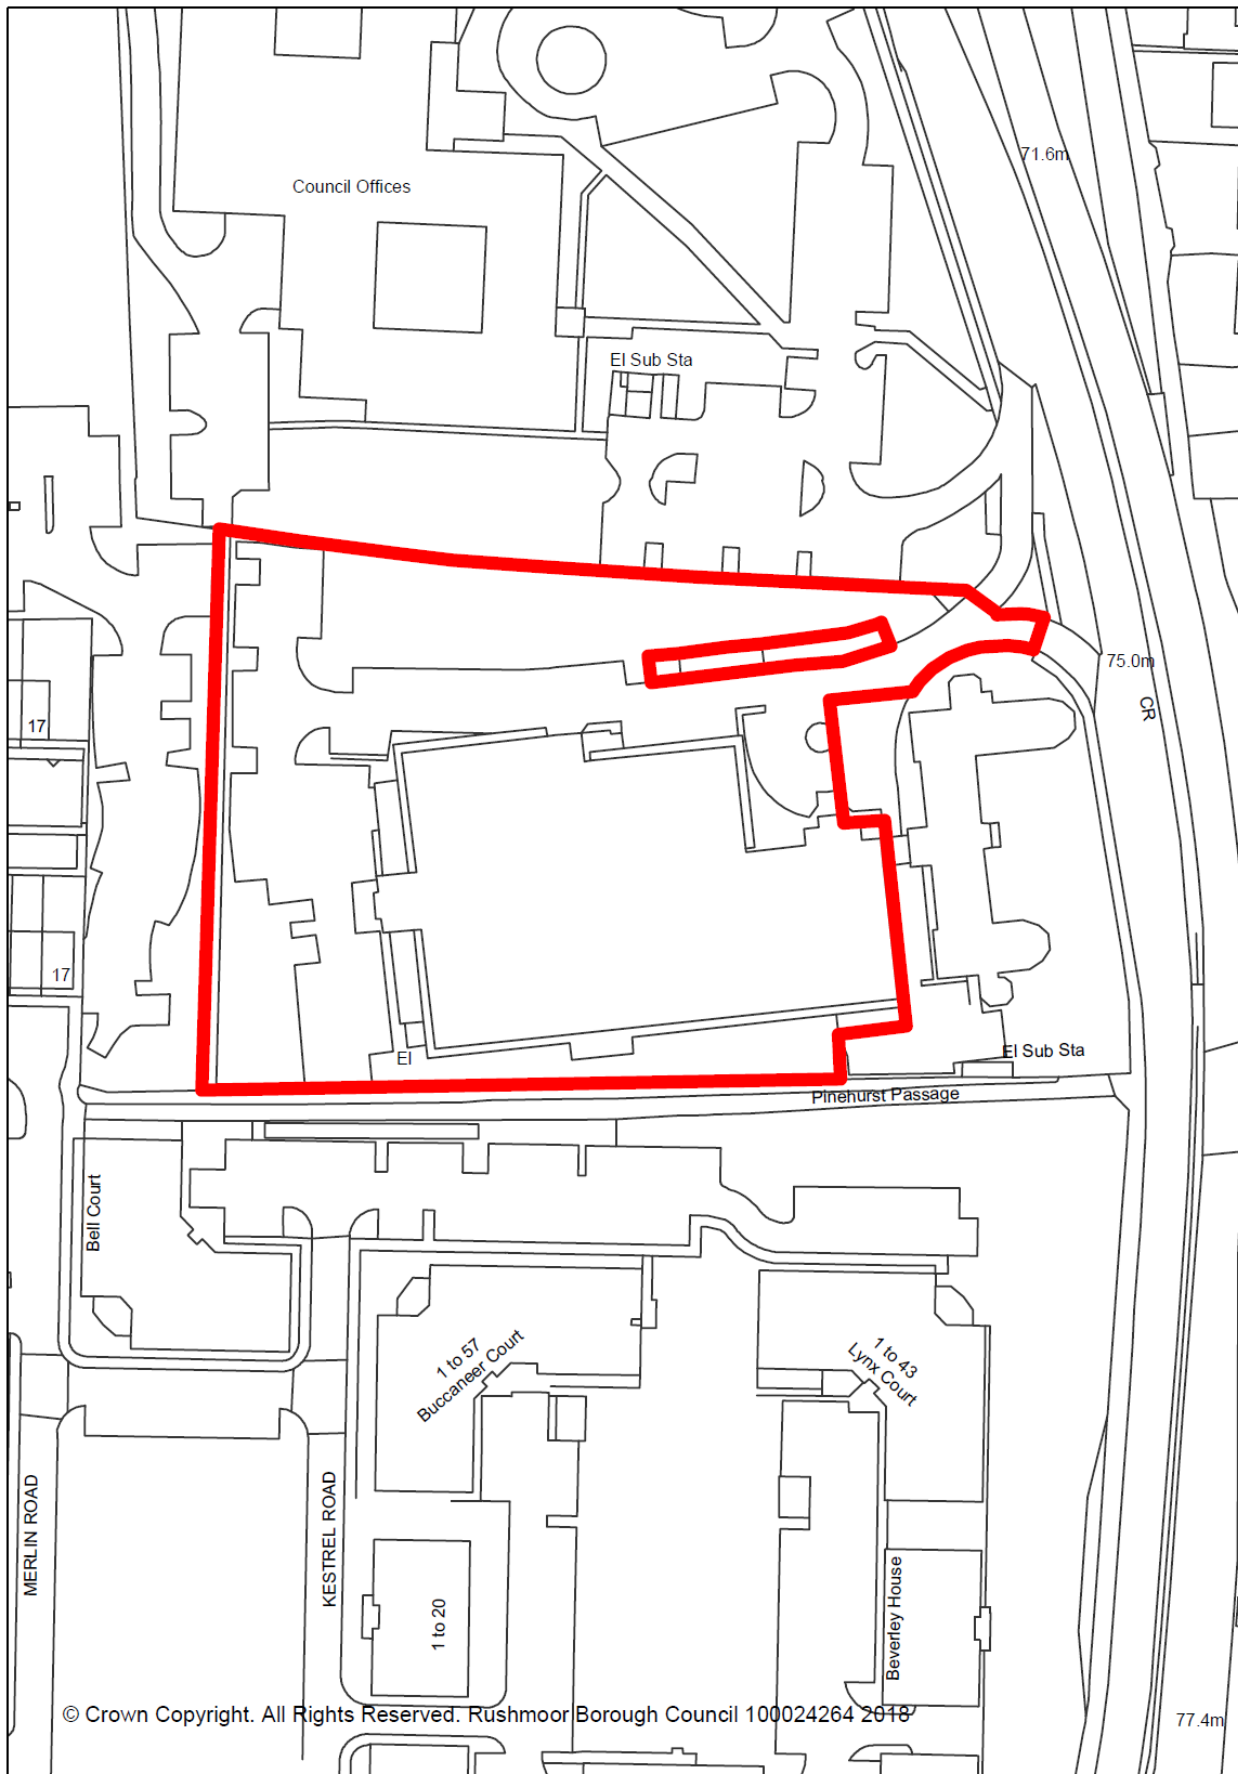 71.6m
Council Offices
El Sub Sta
75.0m
CR
17
17
El
El Sub Sta
Pinehurst Passage
Bell Court
1 to 57
Buccaneer Court
1 to 43
Lynx Court
MERLIN ROAD
KESTREL ROAD
1 to 20
Beverley House
© Crown Copyright. All Rights Reserved. Rushmoor Borough Council 100024264 2018
77.4m